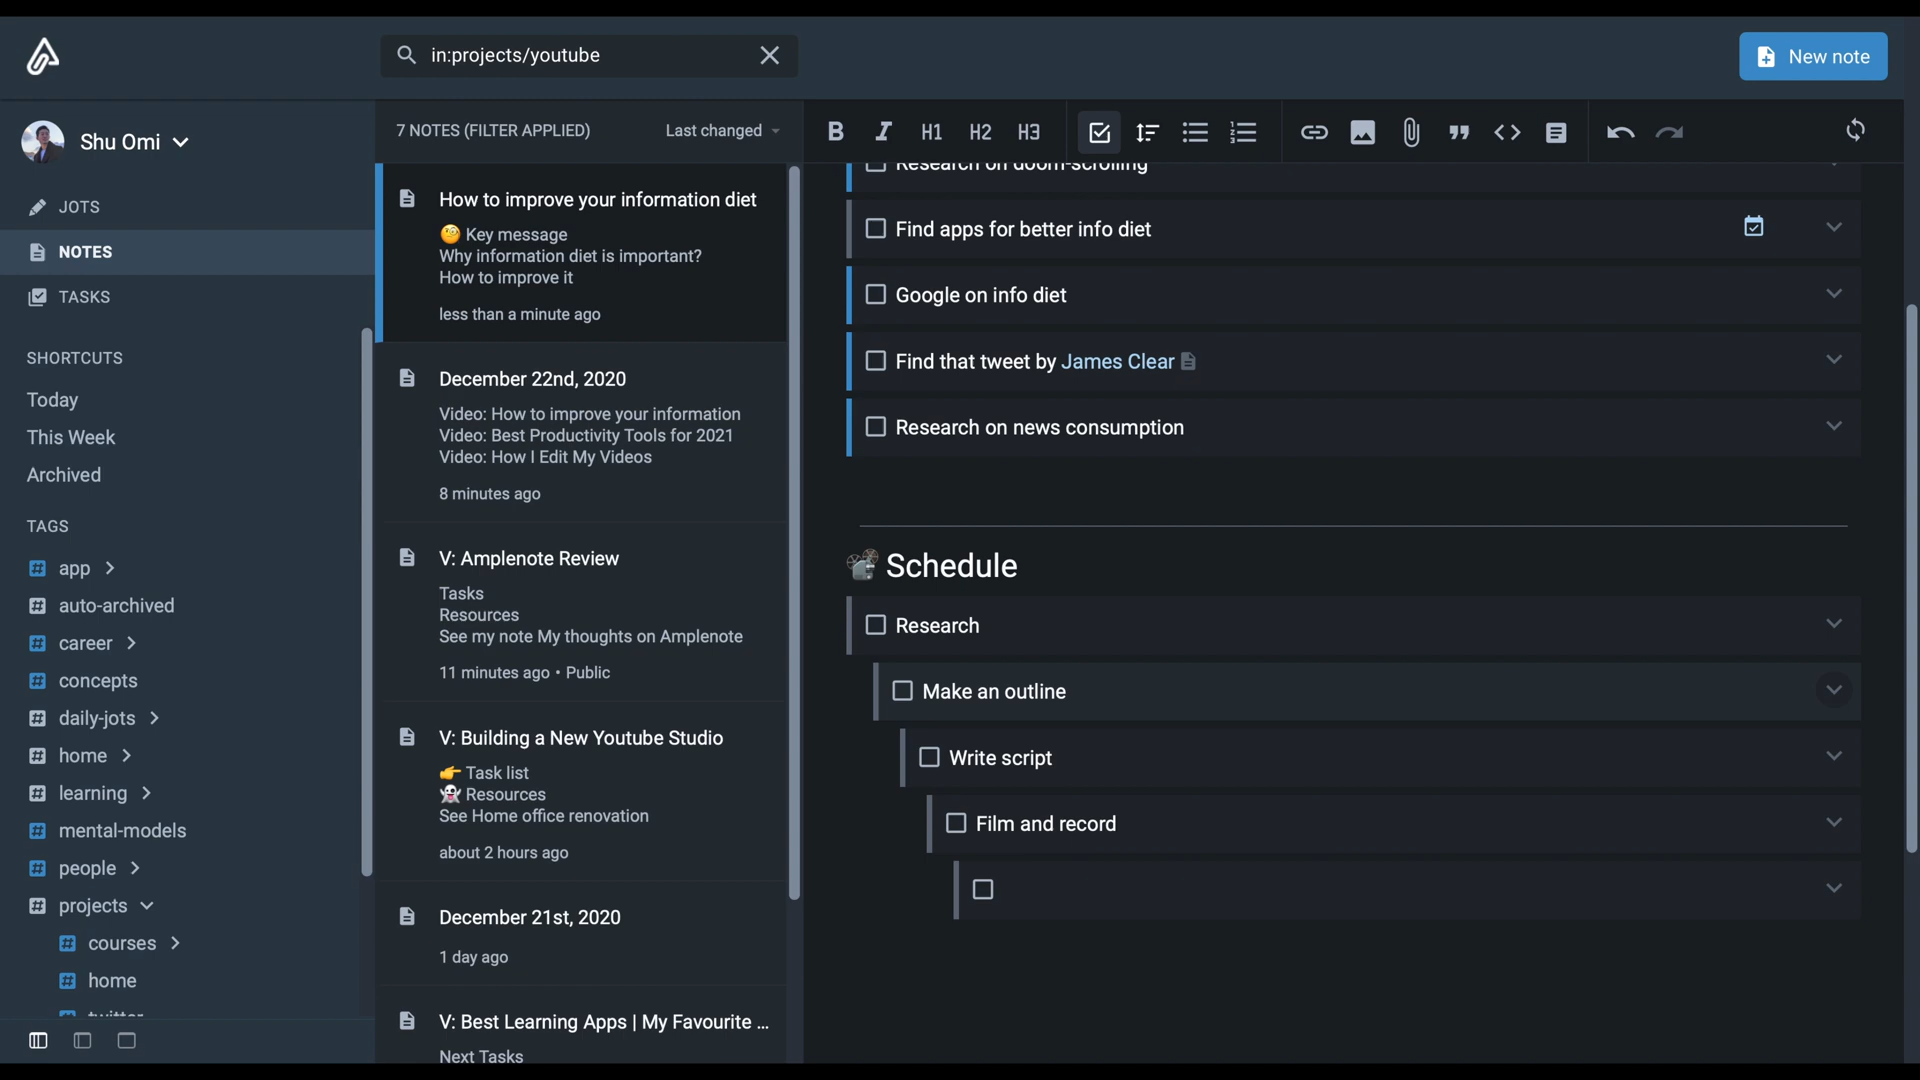 in:projects/youtube
New note
Shu Omi
JOTS
NOTES
TASKS
SHORTCUTS
Today
This Week
Archived
TAGS
app
auto-archived
career
concepts
daily-jots
home
learning
mental-models
people
projects
courses
home
twitter
7 NOTES (FILTER APPLIED)
Last changed
How to improve your information diet
🧐 Key message
Why information diet is important?
How to improve it
less than a minute ago
December 22nd, 2020
Video: How to improve your information
Video: Best Productivity Tools for 2021
Video: How I Edit My Videos
8 minutes ago
V: Amplenote Review
Tasks
Resources
See my note My thoughts on Amplenote
11 minutes ago • Public
V: Building a New Youtube Studio
👉 Task list
👻 Resources
See Home office renovation
about 2 hours ago
December 21st, 2020
1 day ago
V: Best Learning Apps | My Favourite ...
Next Tasks
B I H1 H2 H3
Research on doom-scrolling
Find apps for better info diet
Google on info diet
Find that tweet by James Clear
Research on news consumption
📽 Schedule
Research
Make an outline
Write script
Film and record